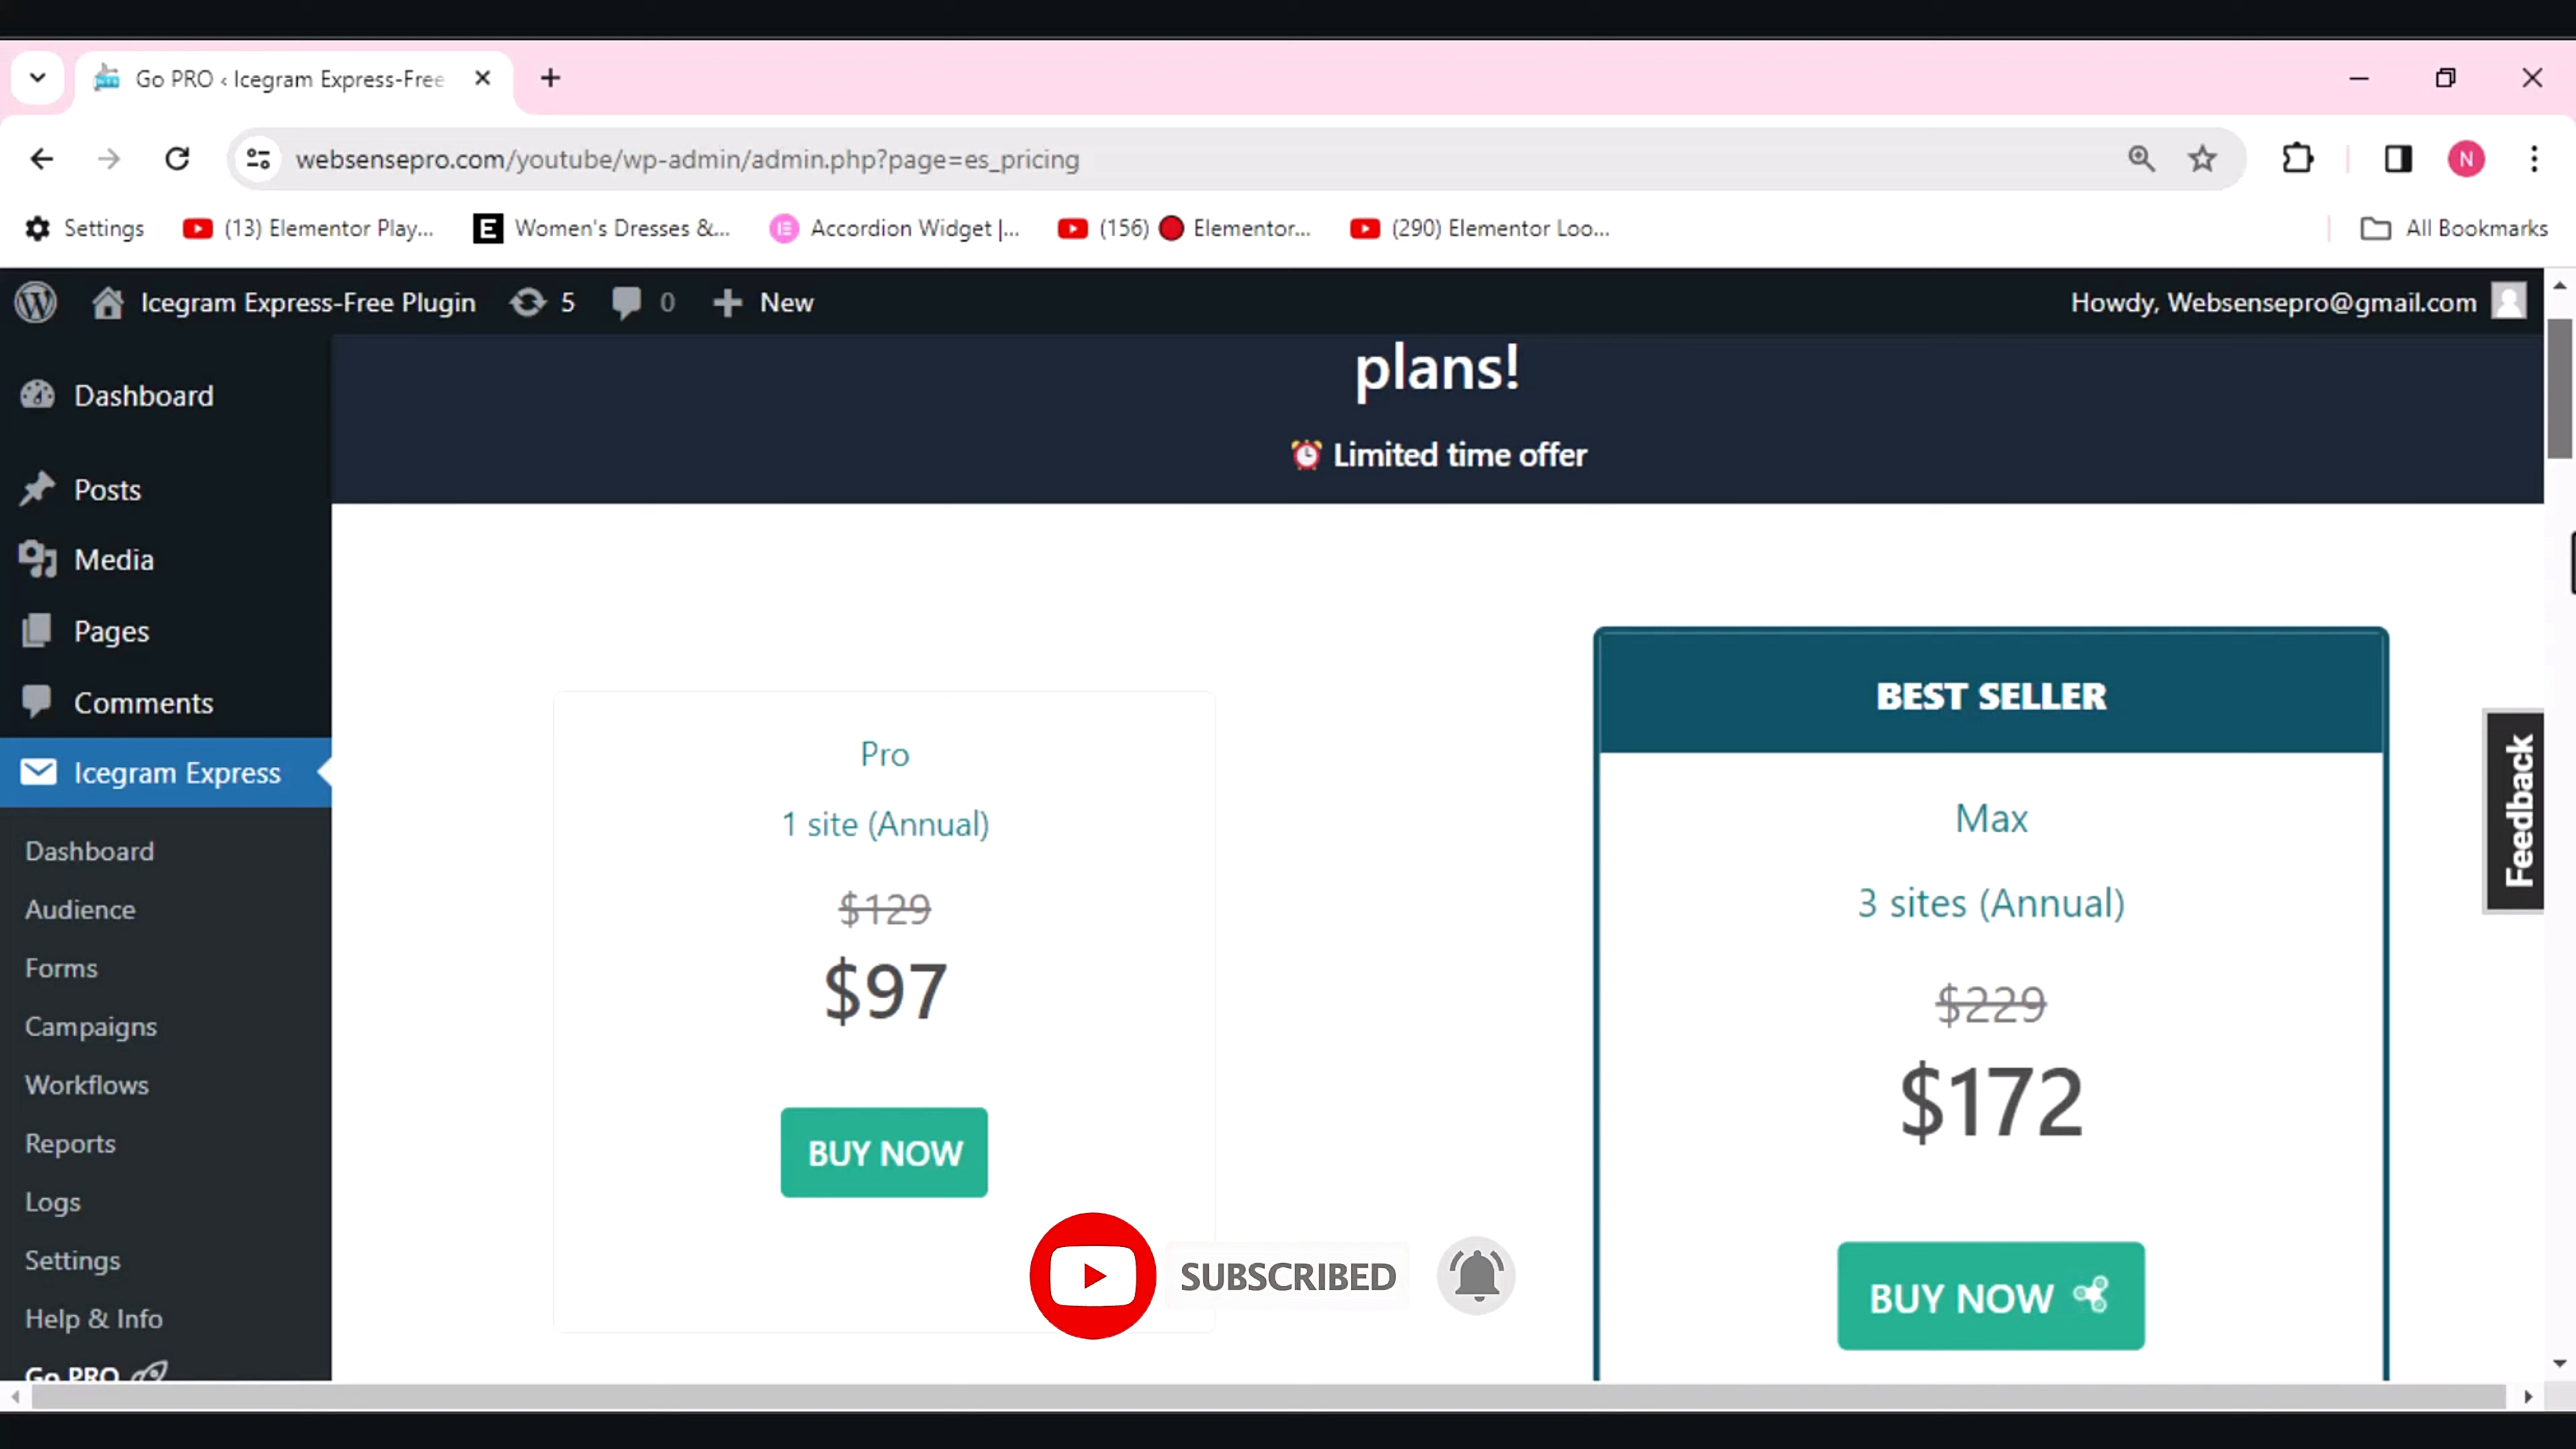 Go PRO ‹ Icegram Express-Free
websensepro.com/youtube/wp-admin/admin.php?page=es_pricing
N
Settings
(13) Elementor Play...
E
Women's Dresses &...
Accordion Widget |...
(156) Elementor...
(290) Elementor Loo...
All Bookmarks
Icegram Express-Free Plugin
5
0
New
Howdy, Websensepro@gmail.com
Dashboard
Posts
Media
Pages
Comments
Icegram Express
Dashboard
Audience
Forms
Campaigns
Workflows
Reports
Logs
Settings
Help & Info
Go PRO
plans!
Limited time offer
Pro
1 site (Annual)
$129
$97
BUY NOW
BEST SELLER
Max
3 sites (Annual)
$229
$172
BUY NOW
Feedback
SUBSCRIBED